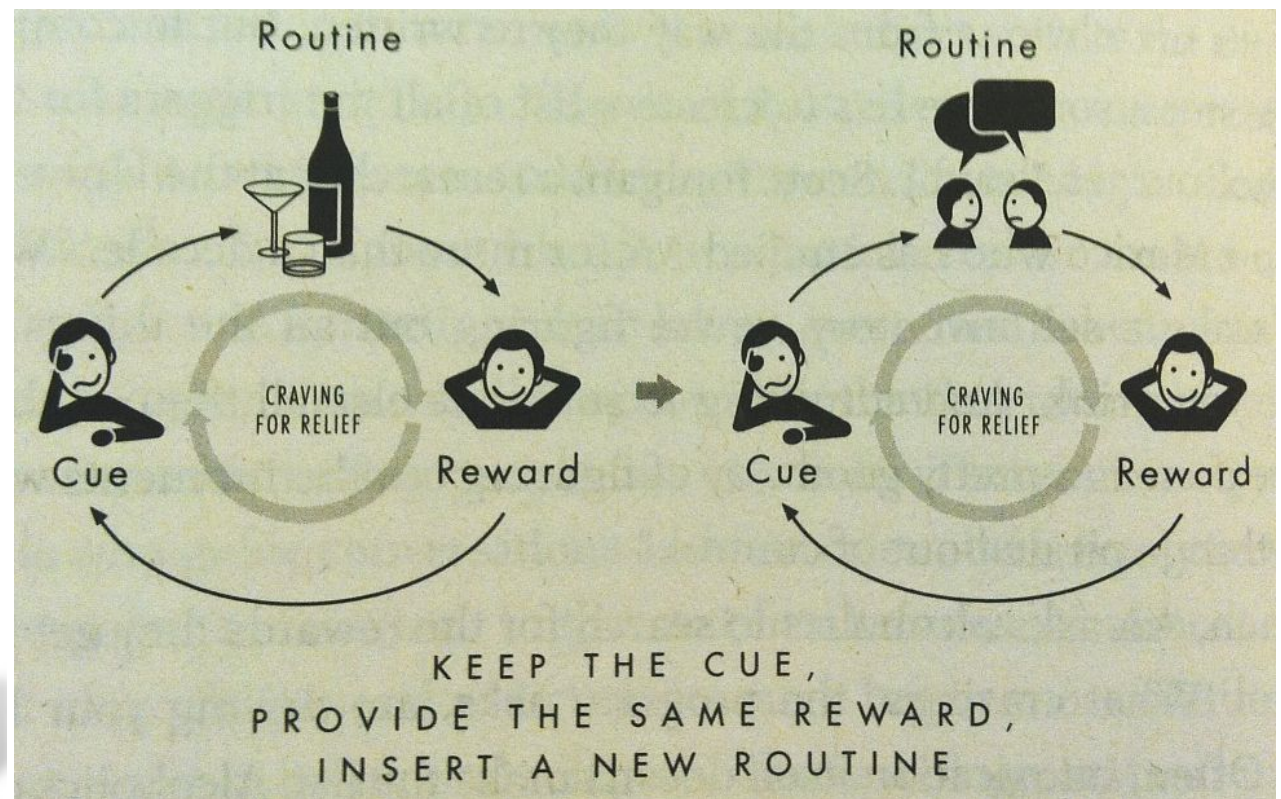 Routine
CRAVING
FOR RELIEF
Cue
Reward
Routine
CRAVING
FOR RELIEF
Cue
Reward
KEEP THE CUE,
PROVIDE THE SAME REWARD,
INSERT A NEW ROUTINE